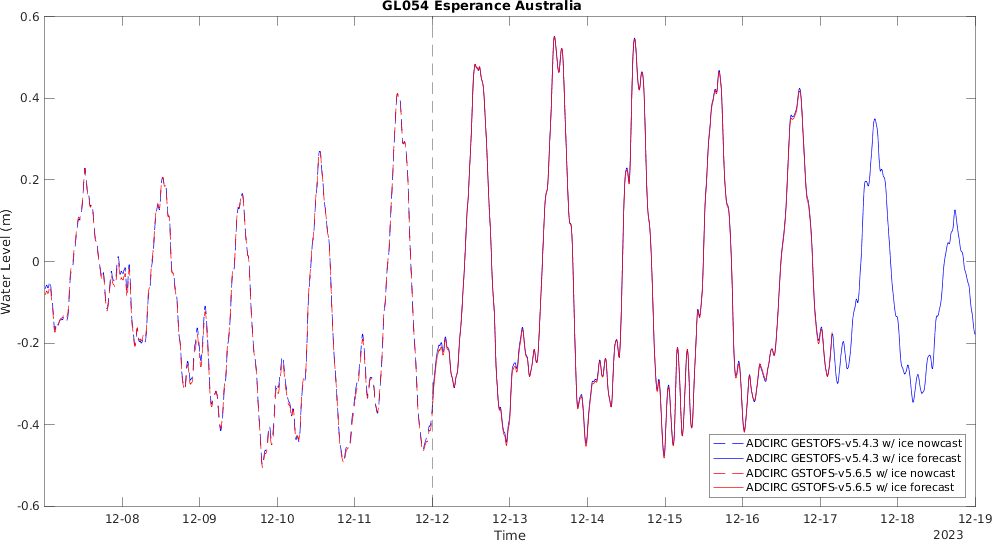 GL054 Esperance Australia
0.6
0.4
0.2
0
-0.2
-0.4
-0.6
Water Level (m)
ADCIRC GESTOFS-v5.4.3 w/ ice nowcast
ADCIRC GESTOFS-v5.4.3 w/ ice forecast
ADCIRC GSTOFS-v5.6.5 w/ ice nowcast
ADCIRC GSTOFS-v5.6.5 w/ ice forecast
12-08 12-09 12-10 12-11 12-12 12-13 12-14 12-15 12-16 12-17 12-18 12-19
Time
2023